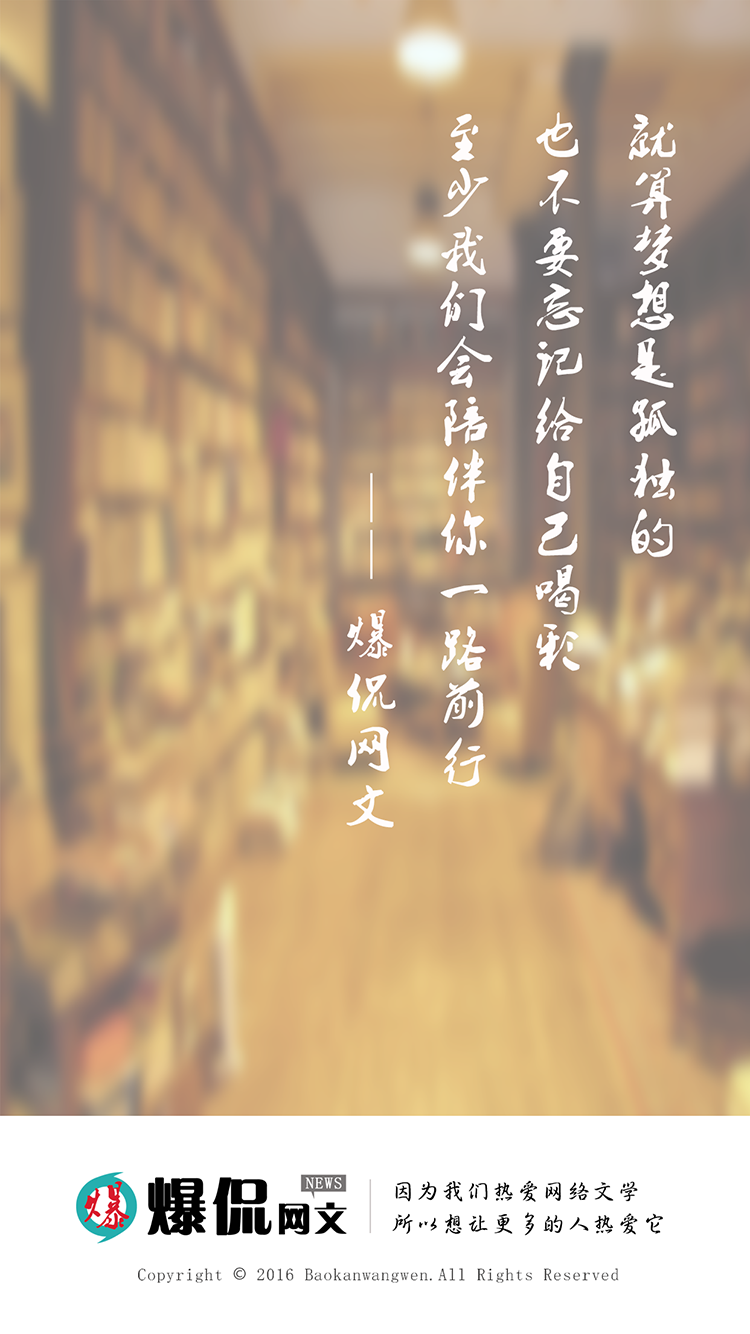 就算梦想是孤独的
也不要忘记给自己喝彩
至少我们会陪伴你一路前行
——爆侃网文
爆
爆侃网文
NEWS
因为我们热爱网络文学
所以想让更多的人热爱它
Copyright © 2016 Baokanwangwen.All Rights Reserved